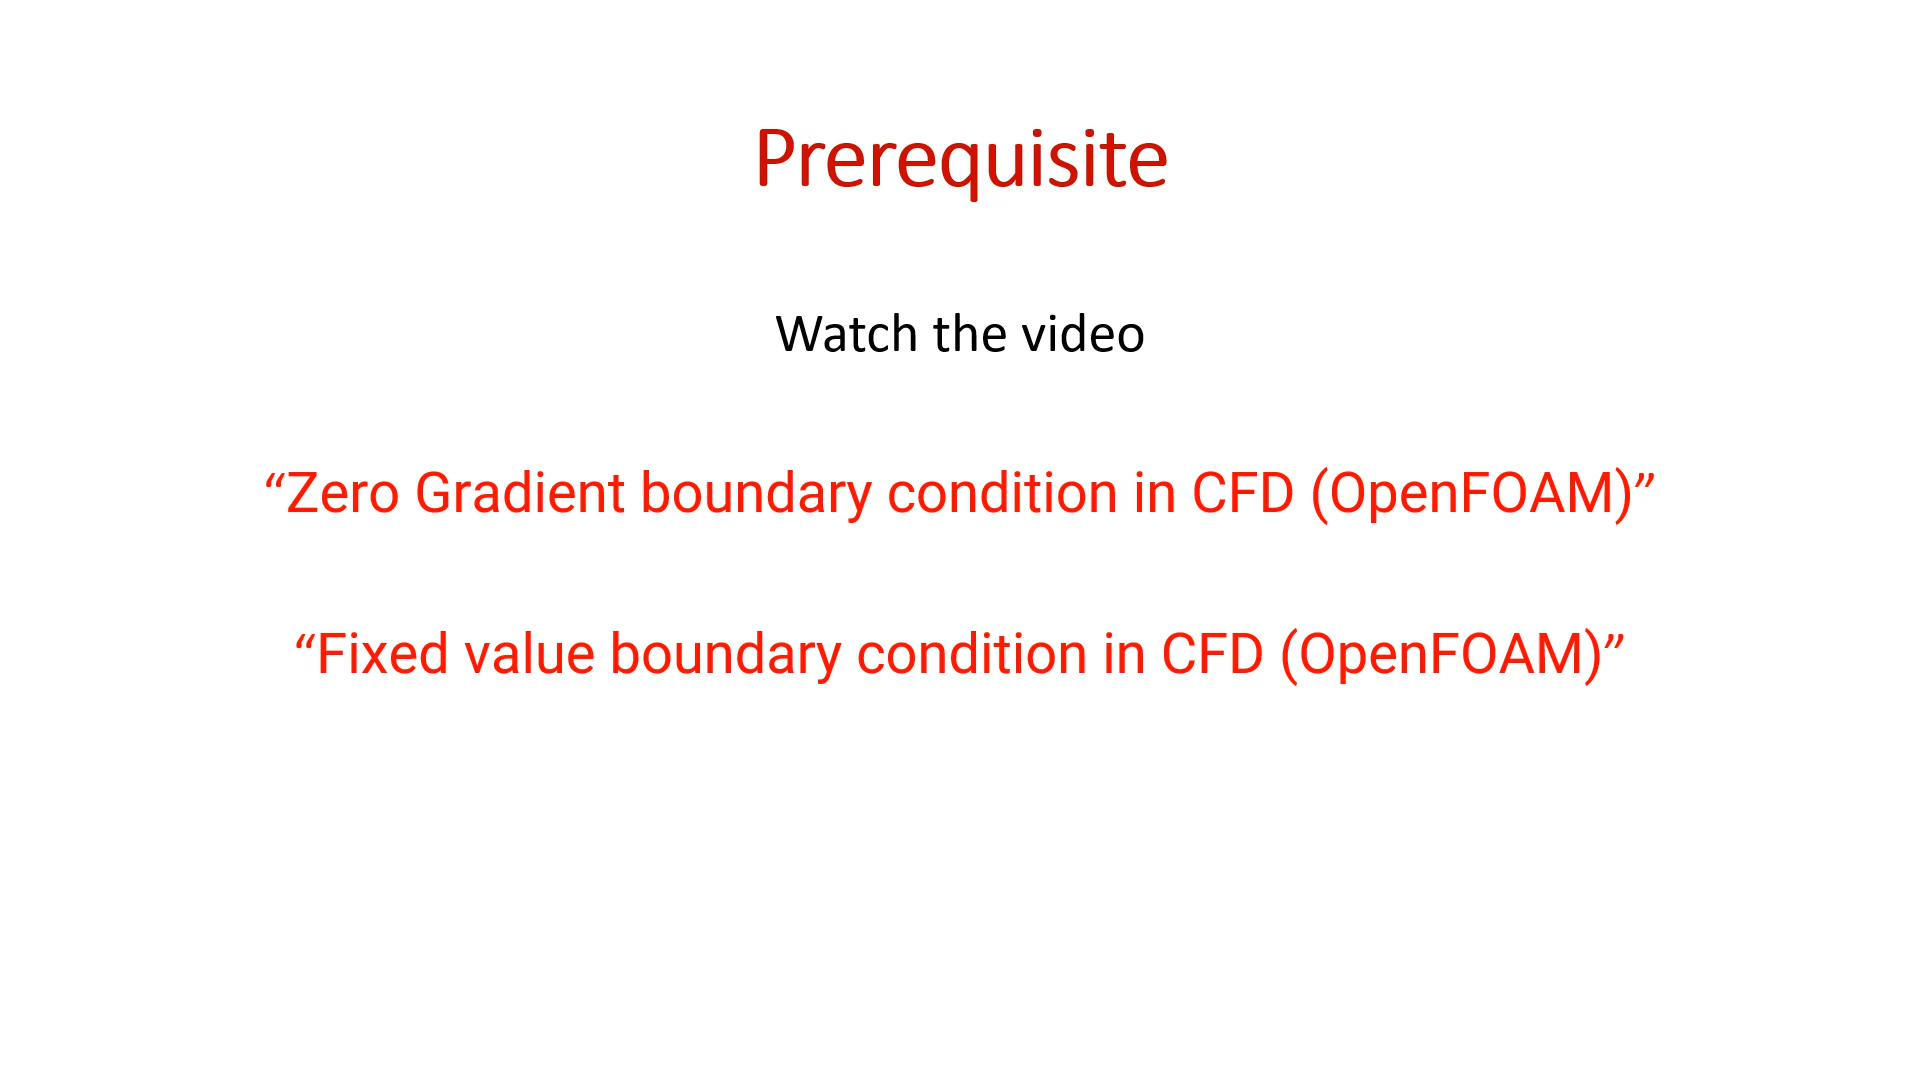 Prerequisite
Watch the video
“Zero Gradient boundary condition in CFD (OpenFOAM)”
“Fixed value boundary condition in CFD (OpenFOAM)”